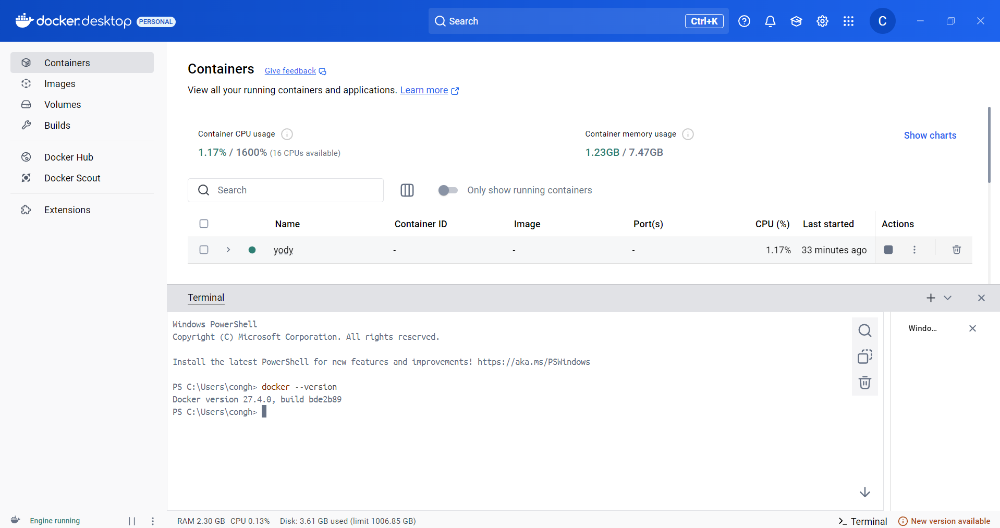 docker.desktop PERSONAL
Search
Ctrl+K
C
Containers
Images
Volumes
Builds
Docker Hub
Docker Scout
Extensions
Containers Give feedback
View all your running containers and applications. Learn more
Container CPU usage
1.17% / 1600% (16 CPUs available)
Container memory usage
1.23GB / 7.47GB
Show charts
Search
Only show running containers
Name Container ID Image Port(s) CPU (%) Last started Actions
yody - - - 1.17% 33 minutes ago
Terminal
Windows PowerShell
Copyright (C) Microsoft Corporation. All rights reserved.
Install the latest PowerShell for new features and improvements! https://aka.ms/PSWindows
PS C:\Users\congh> docker --version
Docker version 27.4.0, build bde2b89
PS C:\Users\congh>
Windo...
Engine running
RAM 2.30 GB CPU 0.13% Disk: 3.61 GB used (limit 1006.85 GB)
Terminal
New version available